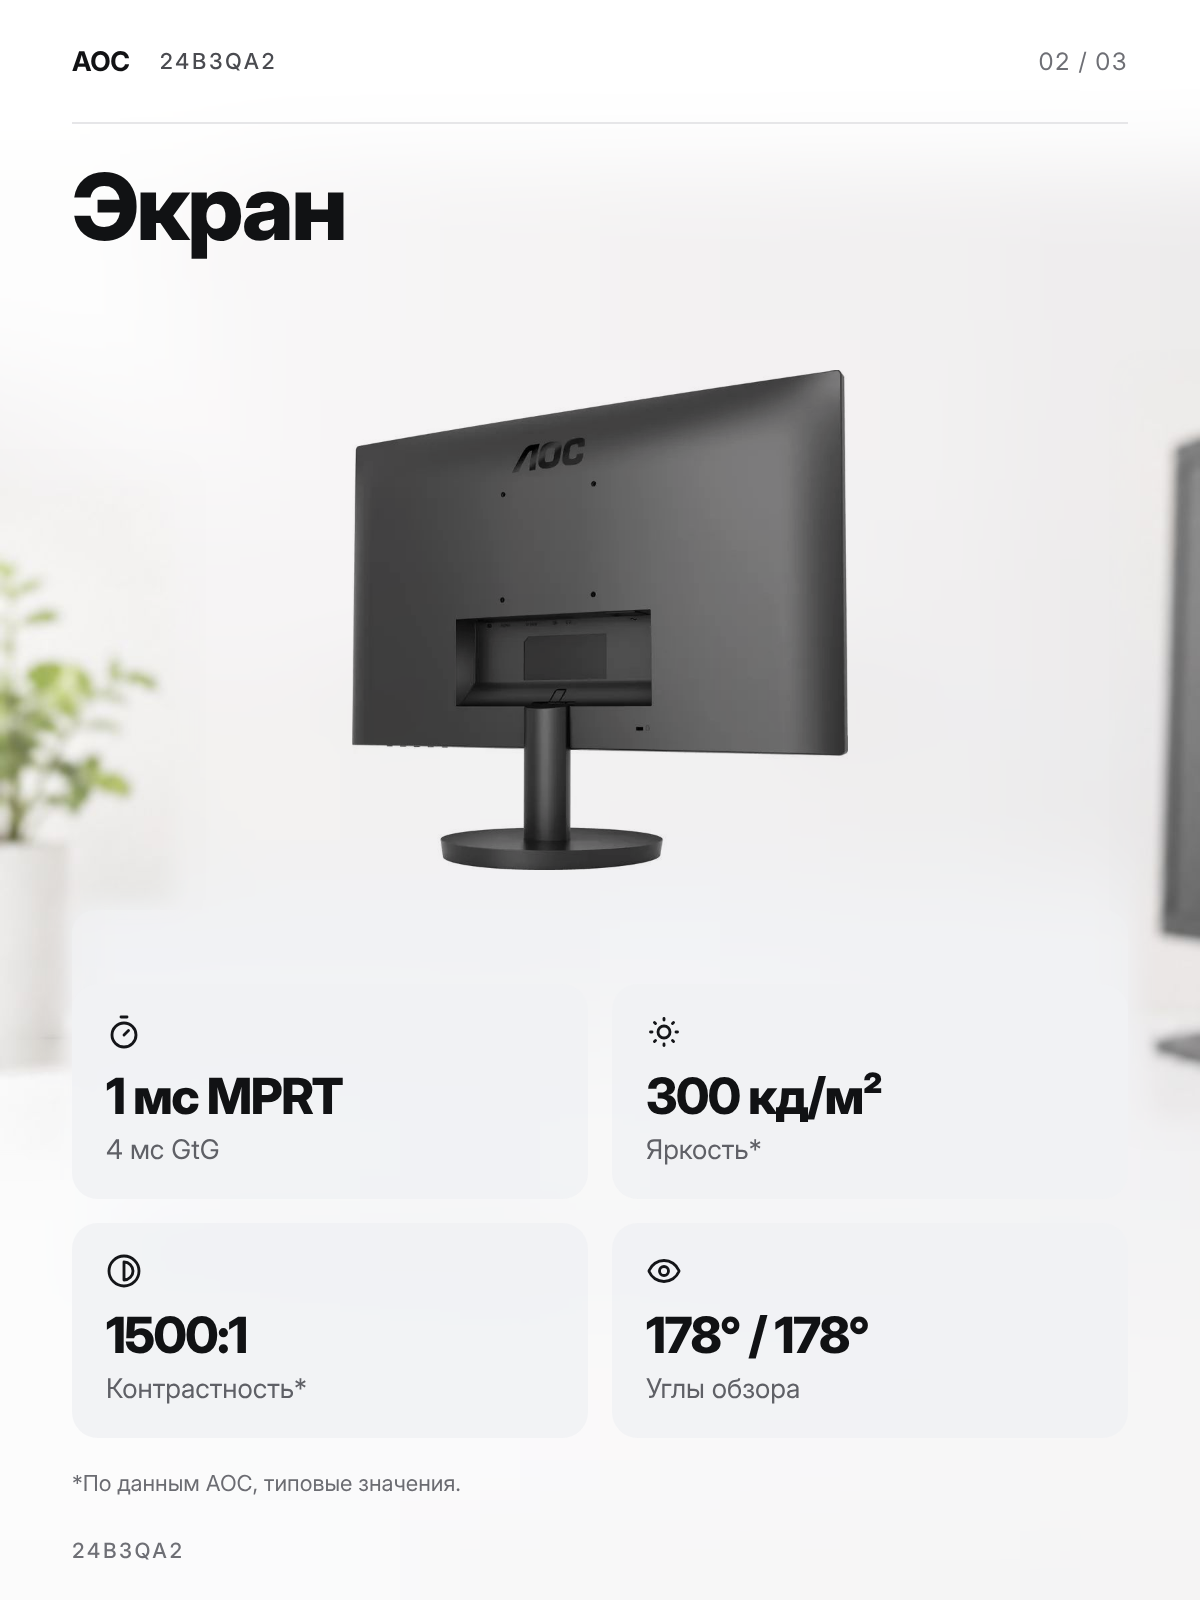 AOC 24B3QA2 02 / 03
Экран
AOC
1 мс MPRT
4 мс GtG
300 кд/м²
Яркость*
1500:1
Контрастность*
178° / 178°
Углы обзора
*По данным AOC, типовые значения.
24B3QA2